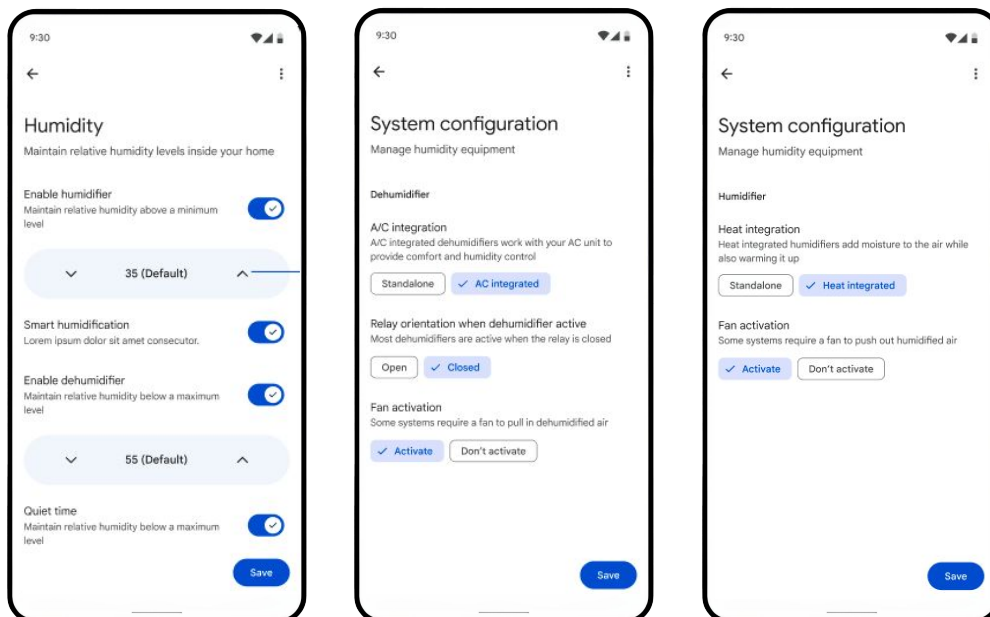 9:30
Humidity
Maintain relative humidity levels inside your home
Enable humidifier
Maintain relative humidity above a minimum
level
35 (Default)
Smart humidification
Lorem ipsum dolor sit amet consecutor.
Enable dehumidifier
Maintain relative humidity below a maximum
level
55 (Default)
Quiet time
Maintain relative humidity below a maximum
level
Save
9:30
System configuration
Manage humidity equipment
Dehumidifier
A/C integration
A/C integrated dehumidifiers work with your AC unit to
provide comfort and humidity control
Standalone
AC integrated
Relay orientation when dehumidifier active
Most dehumidifiers are active when the relay is closed
Open
Closed
Fan activation
Some systems require a fan to pull in dehumidified air
Activate
Don't activate
Save
9:30
System configuration
Manage humidity equipment
Humidifier
Heat integration
Heat integrated humidifiers add moisture to the air while
also warming it up
Standalone
Heat integrated
Fan activation
Some systems require a fan to push out humidified air
Activate
Don't activate
Save